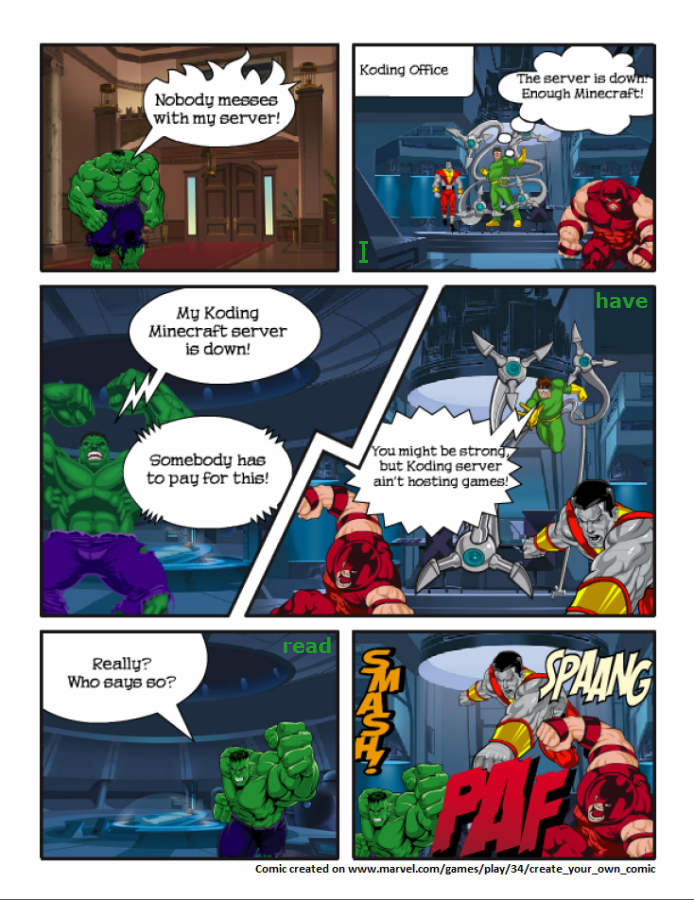 Nobody messes
with my server!
Koding Office
The server is down!
Enough Minecraft!
I
have
My Koding
Minecraft server
is down!
Somebody has
to pay for this!
You might be strong,
but Koding server
ain't hosting games!
read
Really?
Who says so?
SMASH!
SPAANG
PAF
Comic created on www.marvel.com/games/play/34/create_your_own_comic